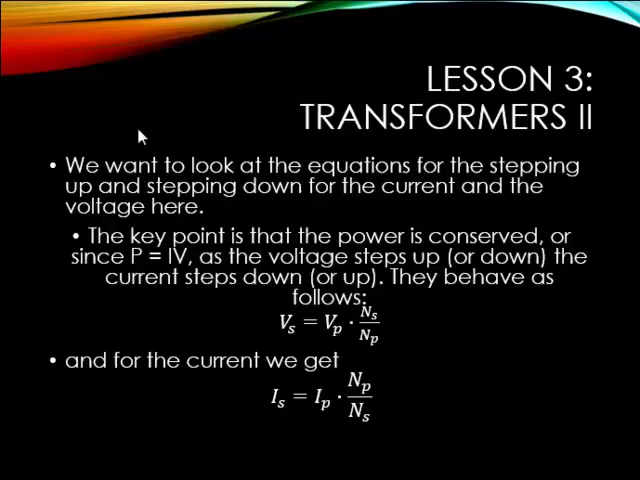 LESSON 3:
TRANSFORMERS II
• We want to look at the equations for the stepping
up and stepping down for the current and the
voltage here.
• The key point is that the power is conserved, or
since P = IV, as the voltage steps up (or down) the
current steps down (or up). They behave as
follows:
V_s = V_p · N_s/N_p
• and for the current we get
I_s = I_p · N_p/N_s